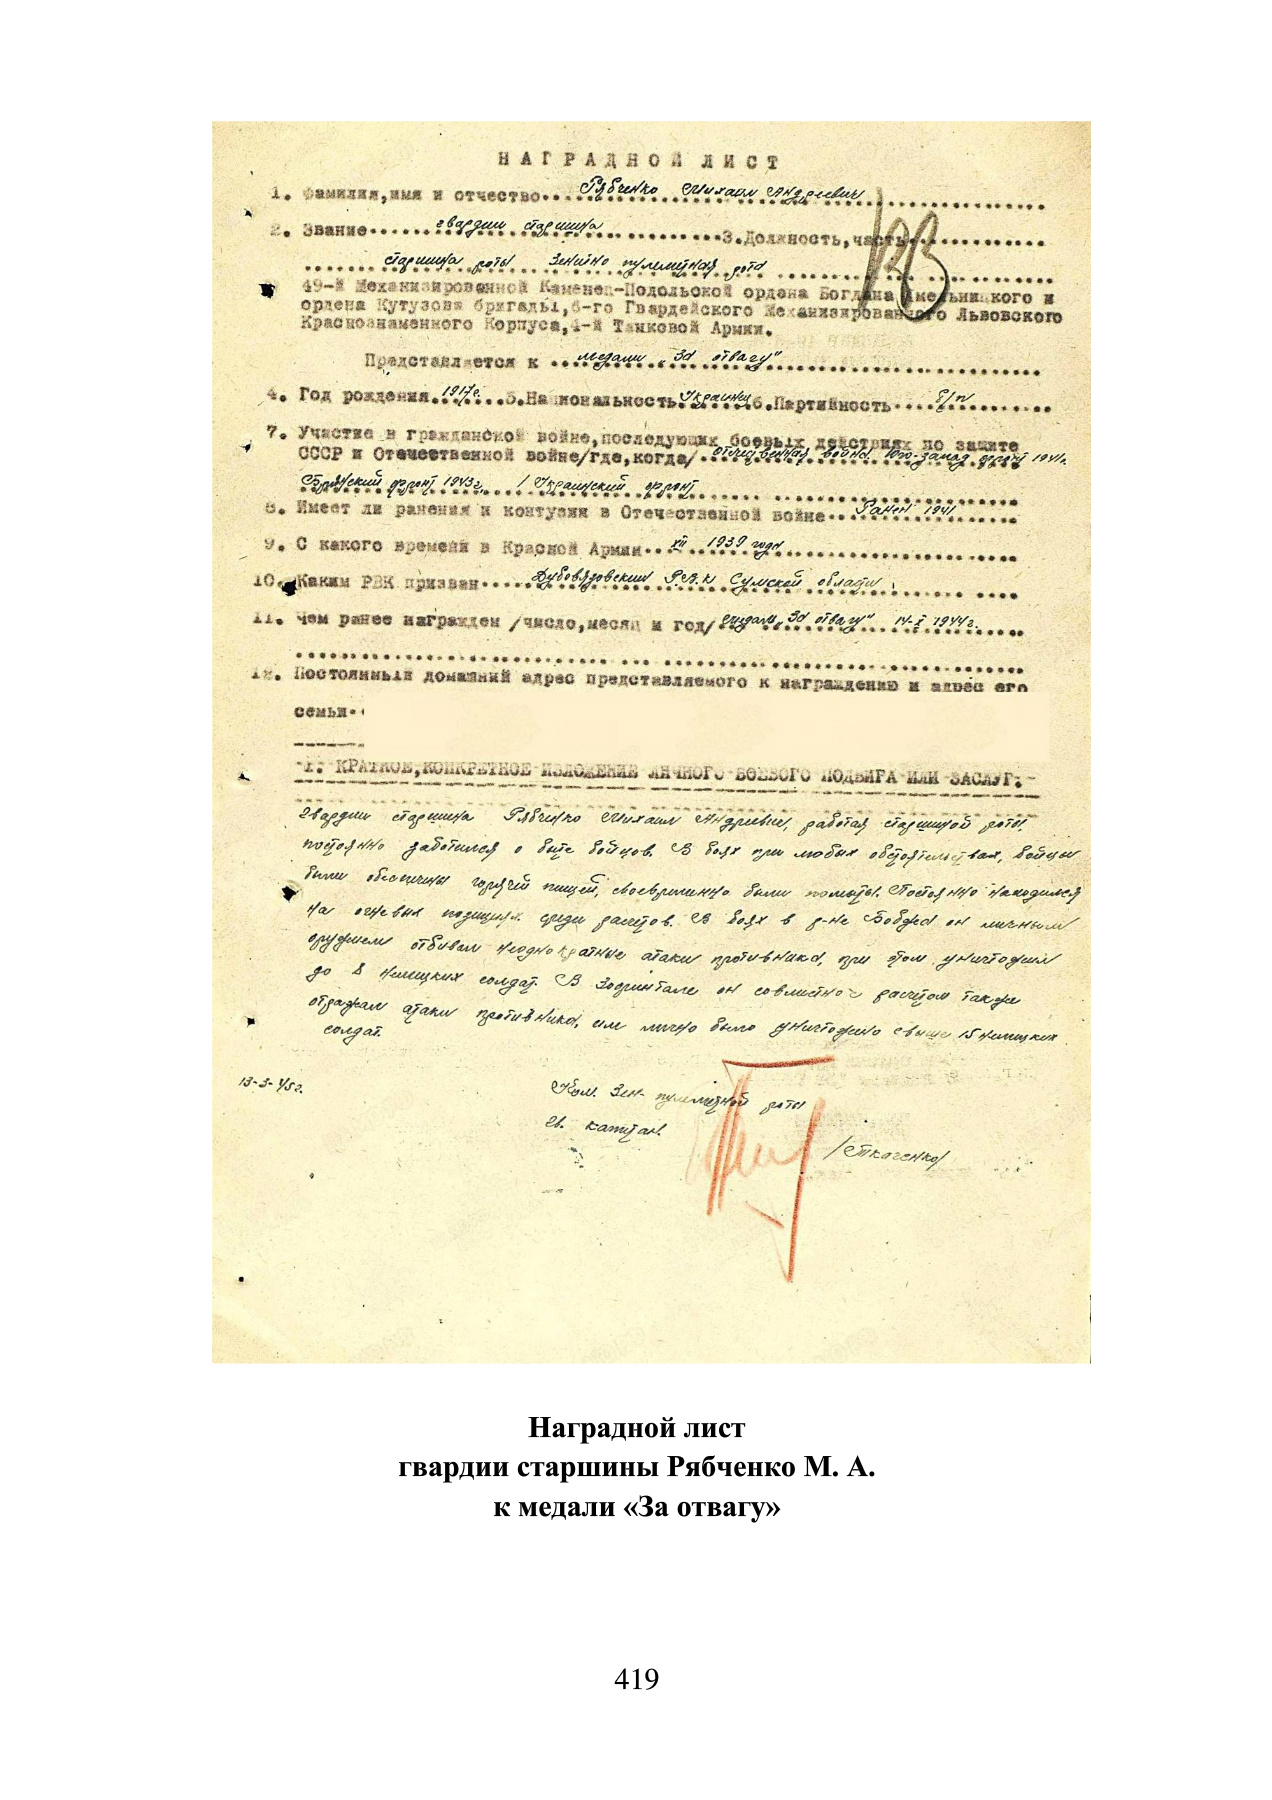 НАГРАДНОЙ ЛИСТ
1. Фамилия,имя и отчество.. Рябченко Михаил Андреевич
2. Звание гвардии старшина 3.Должность,часть
старшина роты Зенитно пулеметная рота
49-й Механизированной Каменец-Подольской ордена Богдана Хмельницкого и
ордена Кутузова бригады,6-го Гвардейского Механизированного Львовского
Краснознаменного Корпуса,4-й Танковой Армии.
Представляется к медали „За отвагу"
4. Год рождения 1917г. 5.Национальность Украинец 6.Партийность б/п
7. Участие в гражданской войне,последующих боевых действиях по защите
СССР и Отечественной войне/где,когда/ отечественная война Юго-запад фронт 1941г.
Брянский фронт 1943г. 1 Украинский фронт
8. Имеет ли ранения и контузии в Отечественной войне Ранен 1941
9. С какого времени в Красной Армии XII 1939 года
10. Каким РВК призван Дубовязовским РВК Сумской области
11. Чем ранее награжден /число,месяц и год/ медаль „За отвагу" 14-X 1944г.
12. Постоянный домашний адрес представляемого к награждению и адрес его
семьи
1. КРАТКОЕ,КОНКРЕТНОЕ ИЗЛОЖЕНИЕ ЛИЧНОГО БОЕВОГО ПОДВИГА ИЛИ ЗАСЛУГ:
Гвардии старшина Рябченко Михаил Андреевич, работая старшиной роты
постоянно заботился о быте бойцов. В боях при любых обстоятельствах, бойцы
были обеспечины горячей пищей, своевременно были помыты. Постоянно находился
на огневых позициях среди расчетов. В боях в р-не Бобжа он личным
оружием отбивал неоднократные атаки противника, при этом уничтожил
до 8 немецких солдат. В он совместно с расчетом также
отражал атаки противника, им лично было уничтожено свыше 15 немецких
солдат.
13-3-45г.
Ком. Зен-пулеметной роты
гв. капитан
/Ткаченко/
Наградной лист
гвардии старшины Рябченко М. А.
к медали «За отвагу»
419